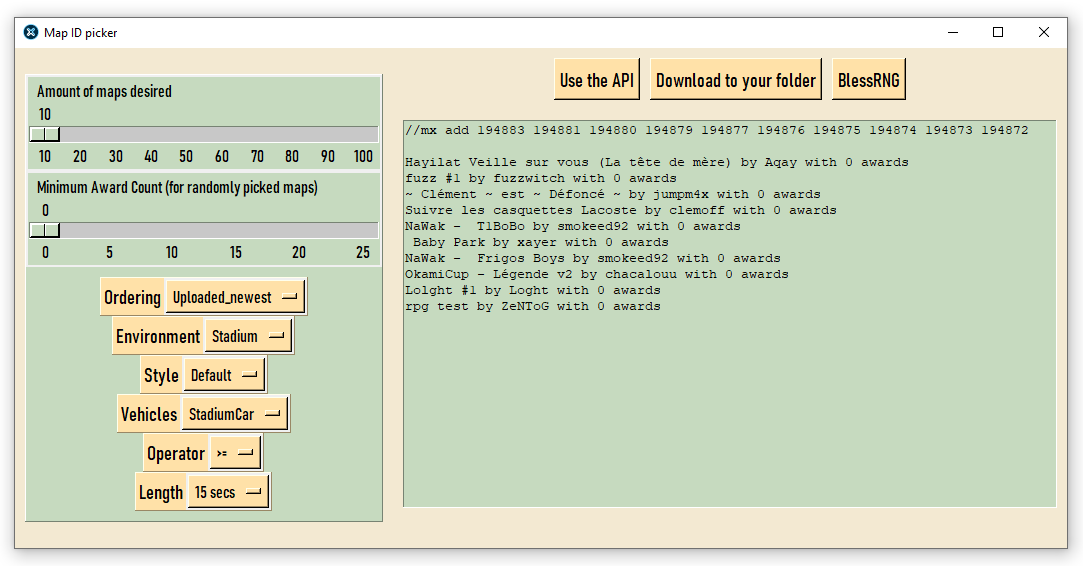 Map ID picker
Amount of maps desired
10
10 20 30 40 50 60 70 80 90 100
Minimum Award Count (for randomly picked maps)
0
0 5 10 15 20 25
Ordering Uploaded_newest
Environment Stadium
Style Default
Vehicles StadiumCar
Operator >=
Length 15 secs
Use the API Download to your folder BlessRNG
//mx add 194883 194881 194880 194879 194877 194876 194875 194874 194873 194872
Hayilat Veille sur vous (La tête de mère) by Aqay with 0 awards
fuzz #1 by fuzzwitch with 0 awards
~ Clément ~ est ~ Défoncé ~ by jumpm4x with 0 awards
Suivre les casquettes Lacoste by clemoff with 0 awards
NaWak -  TlBoBo by smokeed92 with 0 awards
 Baby Park by xayer with 0 awards
NaWak -  Frigos Boys by smokeed92 with 0 awards
OkamiCup - Légende v2 by chacalouu with 0 awards
Lolght #1 by Loght with 0 awards
rpg test by ZeNToG with 0 awards